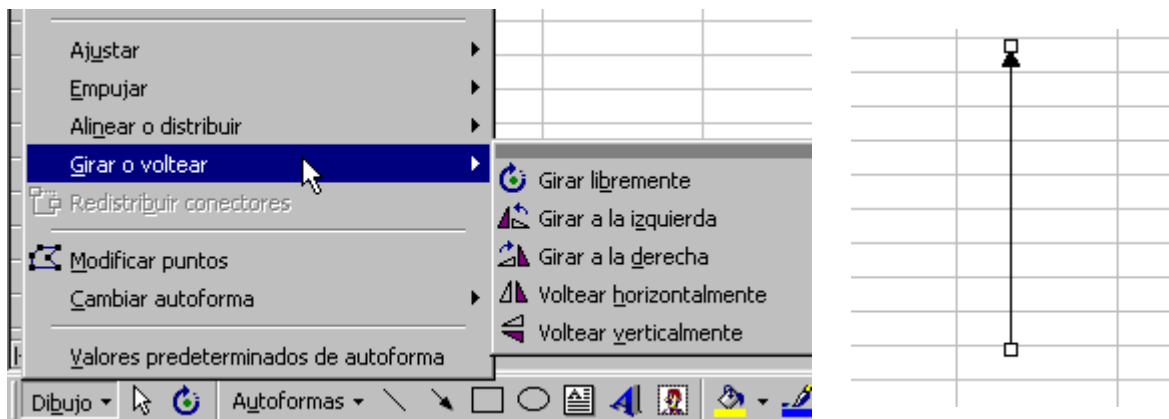 Ajustar
Empujar
Alinear o distribuir
Girar o voltear
Redistribuir conectores
Modificar puntos
Cambiar autoforma
Valores predeterminados de autoforma
Girar libremente
Girar a la izquierda
Girar a la derecha
Voltear horizontalmente
Voltear verticalmente
Dibujo
Autoformas